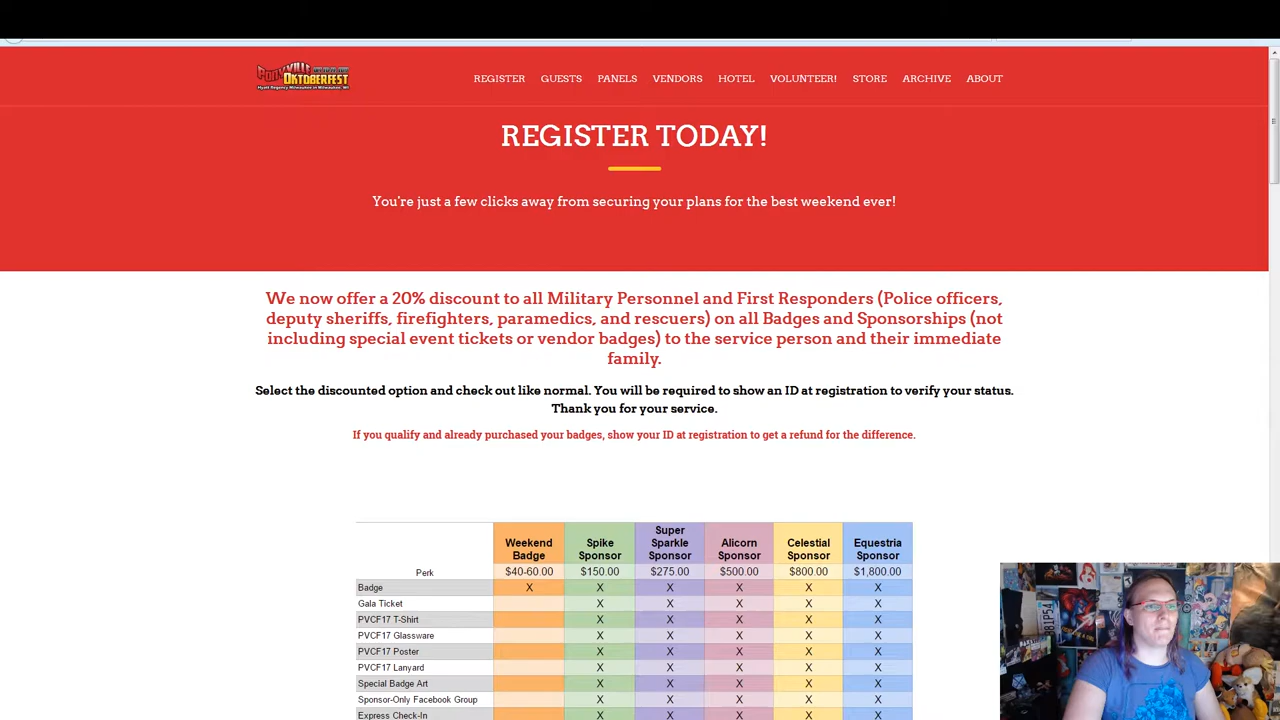 PONYVILLE
OKTOBERFEST
Hyatt Regency Milwaukee in Milwaukee, WI
REGISTER GUESTS PANELS VENDORS HOTEL VOLUNTEER! STORE ARCHIVE ABOUT
REGISTER TODAY!
You're just a few clicks away from securing your plans for the best weekend ever!
We now offer a 20% discount to all Military Personnel and First Responders (Police officers,
deputy sheriffs, firefighters, paramedics, and rescuers) on all Badges and Sponsorships (not
including special event tickets or vendor badges) to the service person and their immediate
family.
Select the discounted option and check out like normal. You will be required to show an ID at registration to verify your status.
Thank you for your service.
If you qualify and already purchased your badges, show your ID at registration to get a refund for the difference.
Perk Weekend Badge Spike Sponsor Super Sparkle Sponsor Alicorn Sponsor Celestial Sponsor Equestria Sponsor
$40-60.00 $150.00 $275.00 $500.00 $800.00 $1,800.00
Badge X X X X X X
Gala Ticket X X X X X
PVCF17 T-Shirt X X X X X
PVCF17 Glassware X X X X X
PVCF17 Poster X X X X X
PVCF17 Lanyard X X X X X
Special Badge Art X X X X X
Sponsor-Only Facebook Group X X X X X
Express Check-In X X X X X